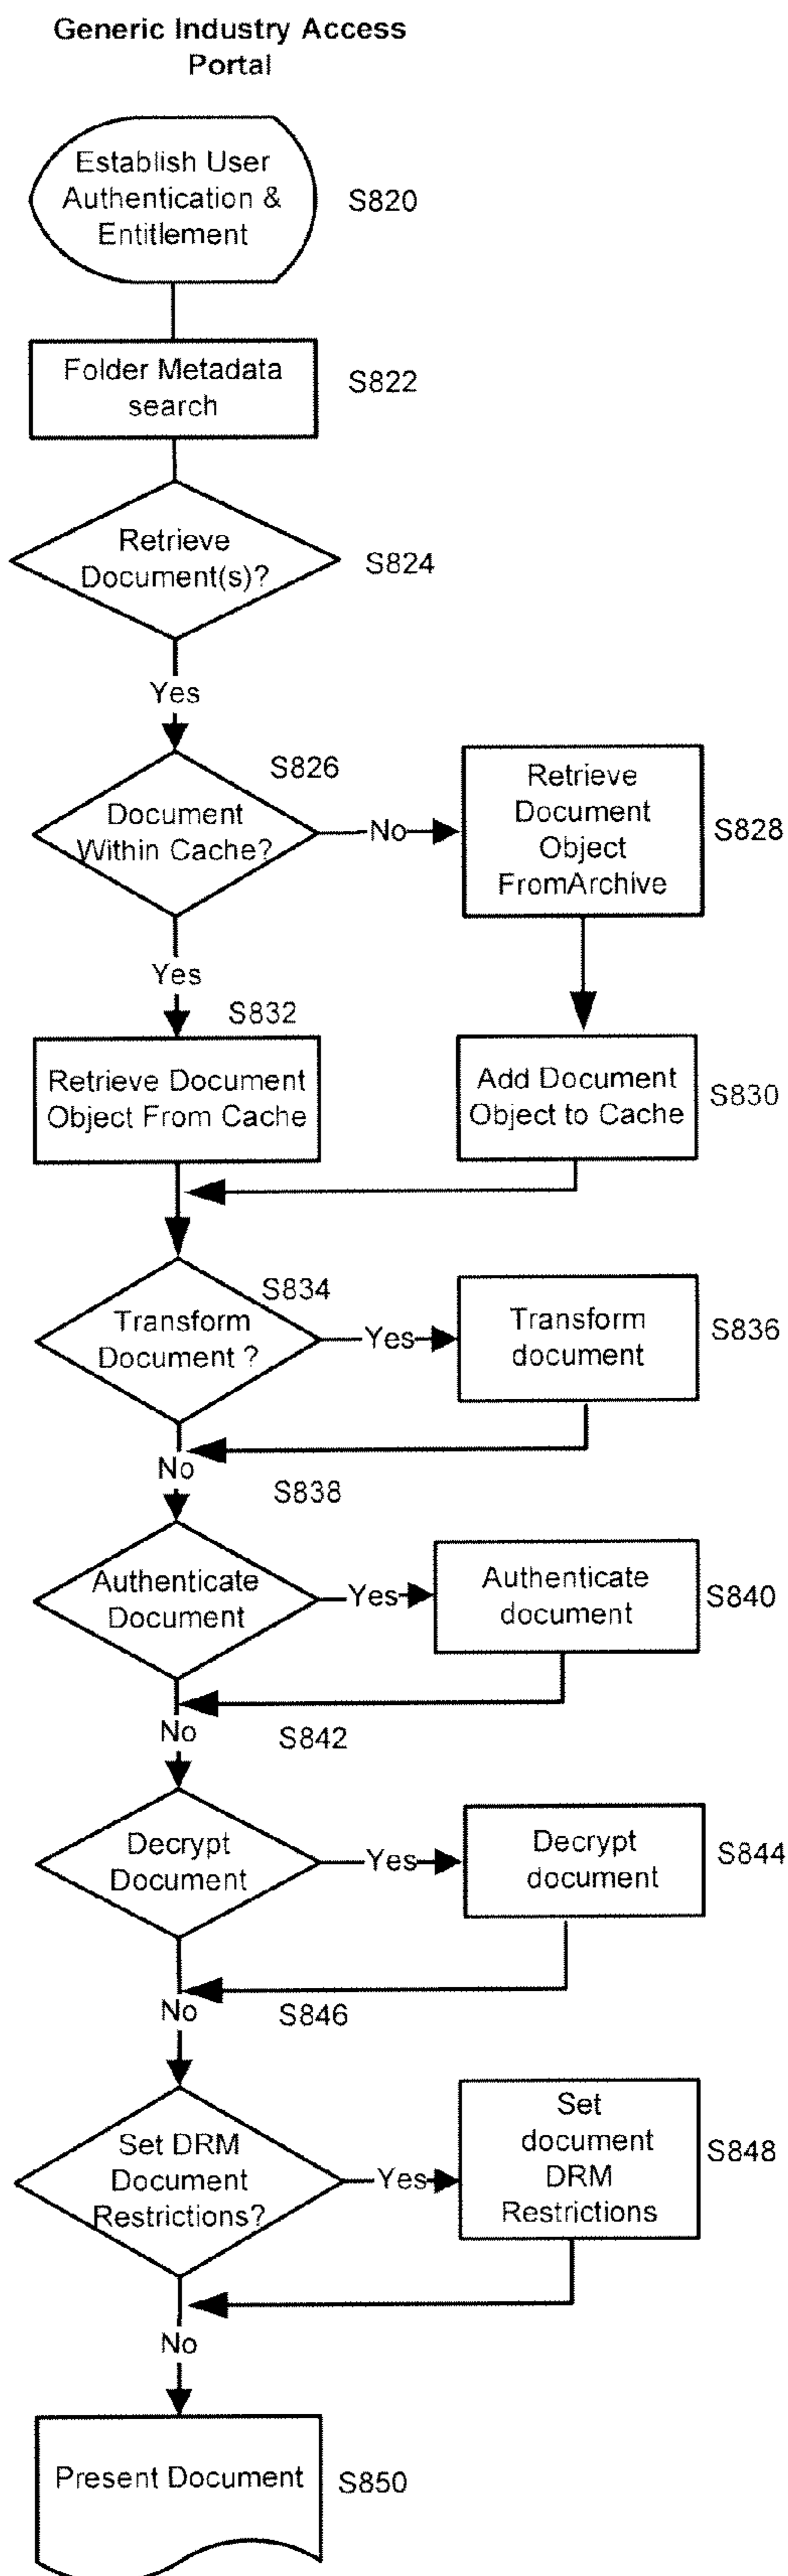 Generic Industry Access
Portal
Establish User
Authentication &
Entitlement
S820
Folder Metadata
search
S822
Retrieve
Document(s)?
S824
Yes
S826
Document
Within Cache?
No
Retrieve
Document
Object
FromArchive
S828
Yes
S832
Retrieve Document
Object From Cache
Add Document
Object to Cache
S830
S834
Transform
Document ?
Yes
Transform
document
S836
No
S838
Authenticate
Document
Yes
Authenticate
document
S840
No
S842
Decrypt
Document
Yes
Decrypt
document
S844
No
S846
Set DRM
Document
Restrictions?
Yes
Set
document
DRM
Restrictions
S848
No
Present Document
S850